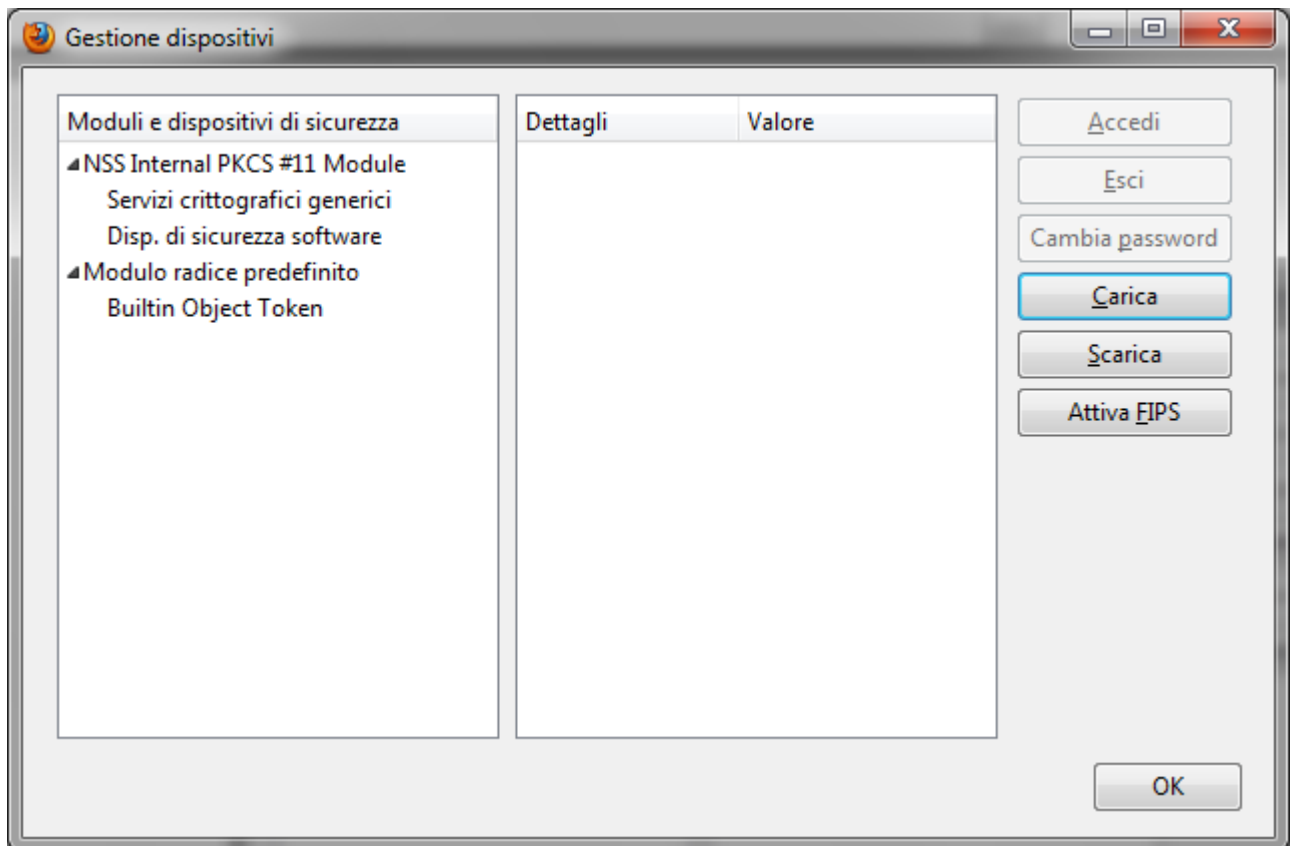 Gestione dispositivi
Moduli e dispositivi di sicurezza
Dettagli
Valore
NSS Internal PKCS #11 Module
Servizi crittografici generici
Disp. di sicurezza software
Modulo radice predefinito
Builtin Object Token
Accedi
Esci
Cambia password
Carica
Scarica
Attiva FIPS
OK